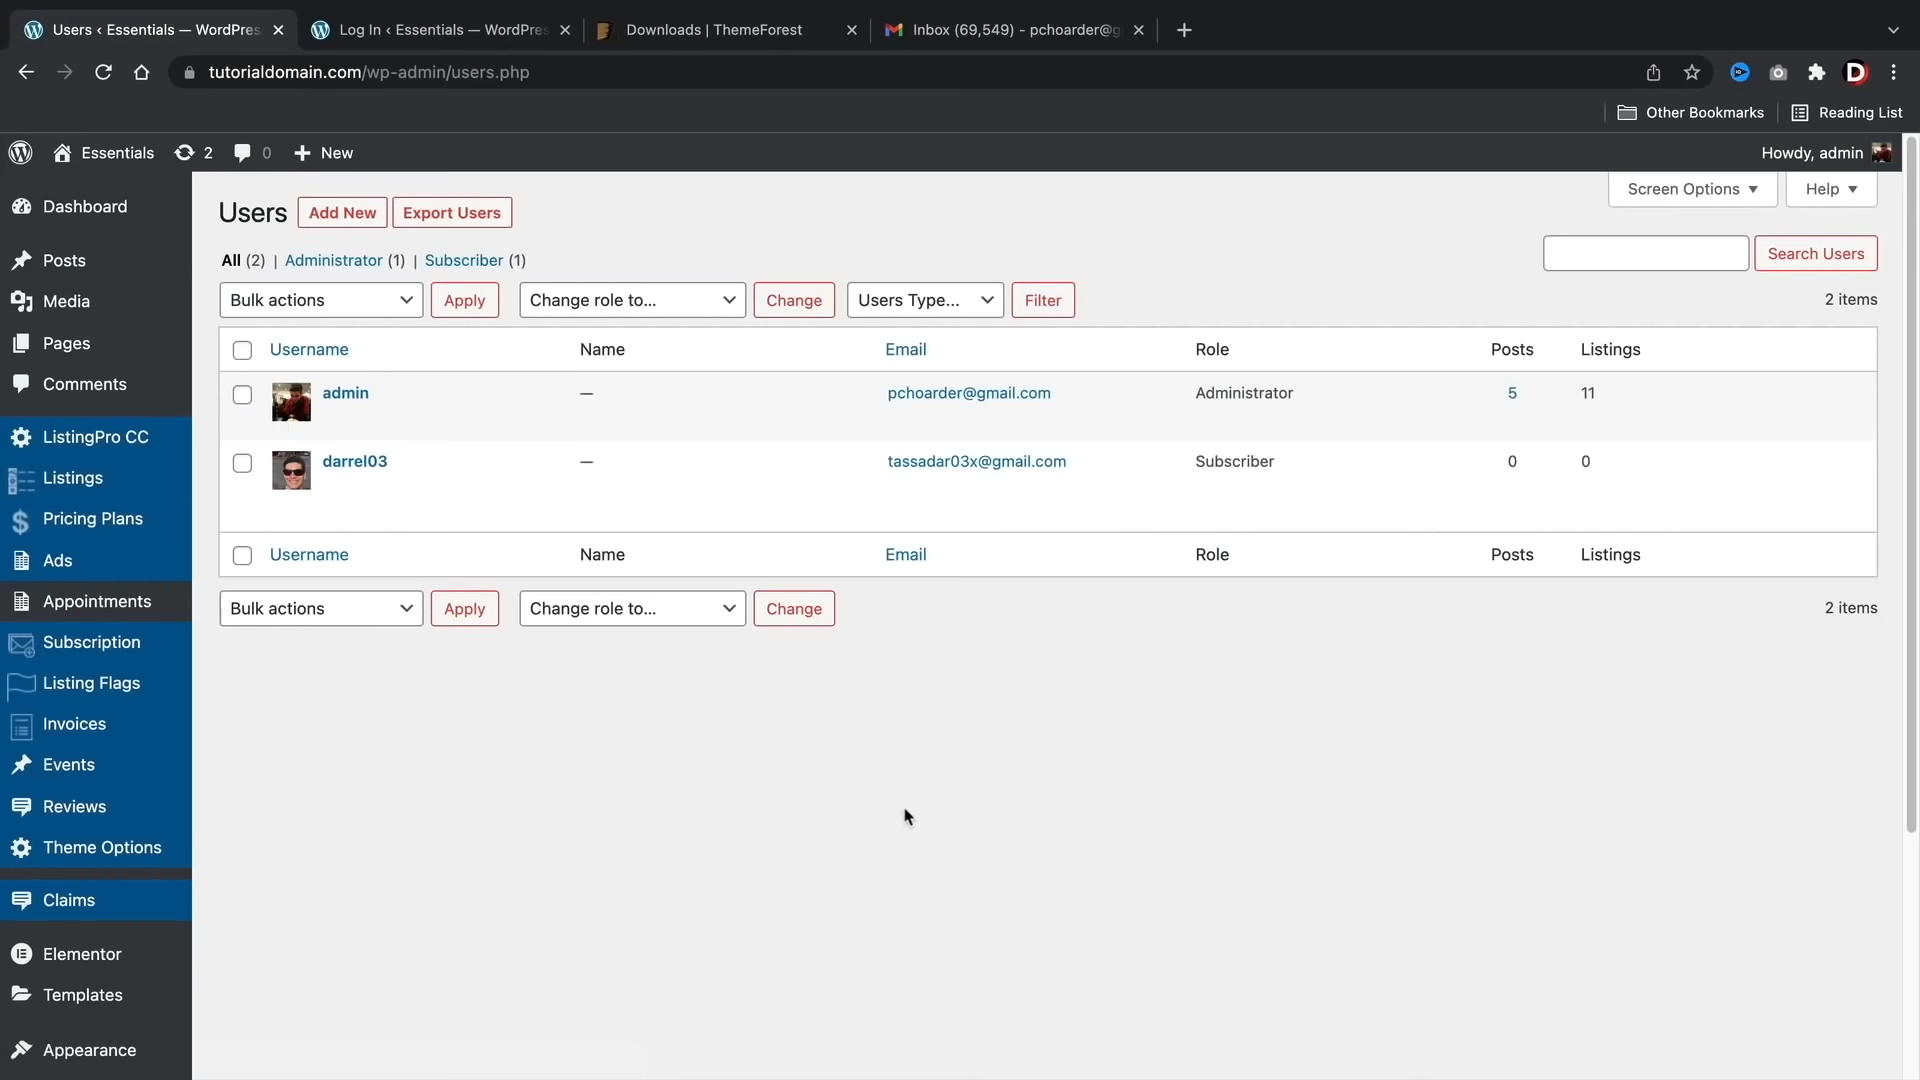 Users ‹ Essentials — WordPres
Log In ‹ Essentials — WordPres
Downloads | ThemeForest
Inbox (69,549) - pchoarder@g
tutorialdomain.com/wp-admin/users.php
Other Bookmarks
Reading List
Essentials
2
0
New
Howdy, admin
Dashboard
Posts
Media
Pages
Comments
ListingPro CC
Listings
Pricing Plans
Ads
Appointments
Subscription
Listing Flags
Invoices
Events
Reviews
Theme Options
Claims
Elementor
Templates
Appearance
Screen Options
Help
Users
Add New
Export Users
All (2) | Administrator (1) | Subscriber (1)
Search Users
Bulk actions
Apply
Change role to...
Change
Users Type...
Filter
2 items
Username Name Email Role Posts Listings
admin — pchoarder@gmail.com Administrator 5 11
darrel03 — tassadar03x@gmail.com Subscriber 0 0
Username Name Email Role Posts Listings
Bulk actions
Apply
Change role to...
Change
2 items